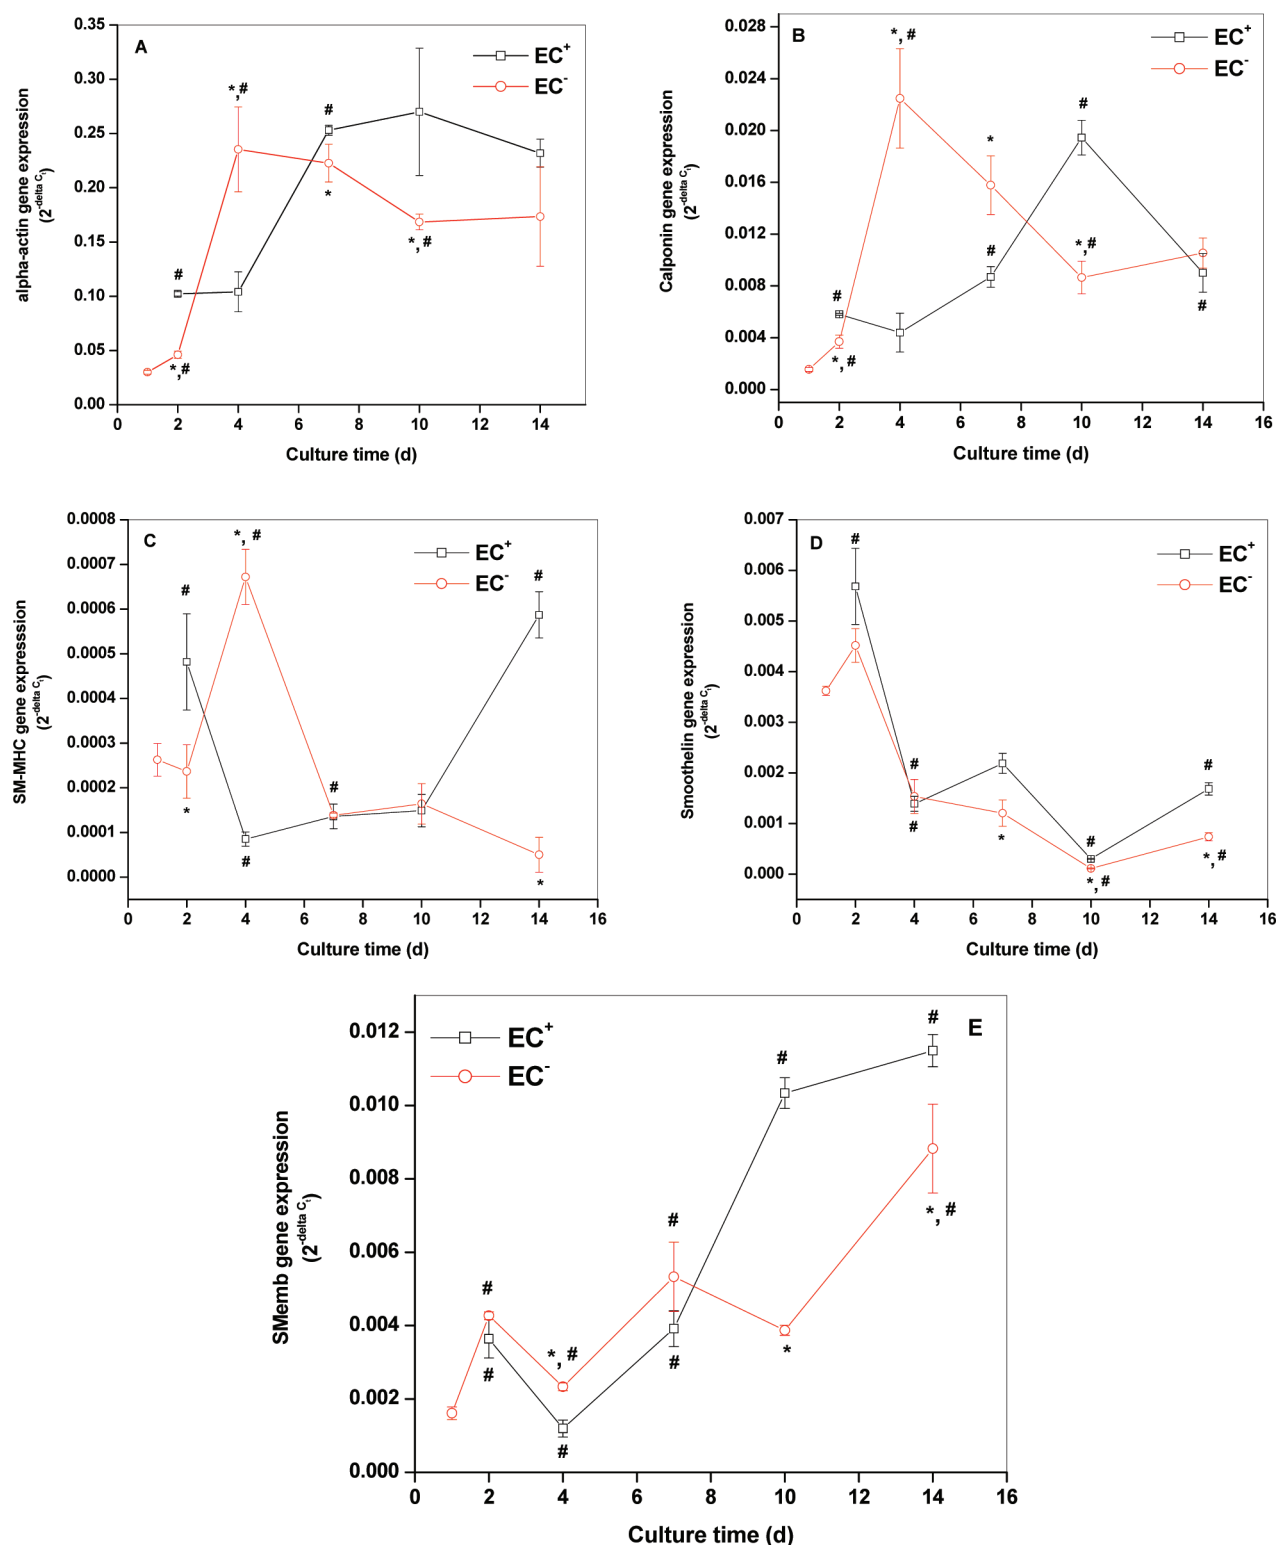 A
EC+
EC-
alpha-actin gene expression
(2^-delta Ct)
0.35
0.30
0.25
0.20
0.15
0.10
0.05
0.00
*,#
#
#
*
*,#
*,#
0 2 4 6 8 10 12 14
Culture time (d)
B
EC+
EC-
Calponin gene expression
(2^-delta Ct)
0.028
0.024
0.020
0.016
0.012
0.008
0.004
0.000
*, #
#
*
#
*,#
#
#
*, #
0 2 4 6 8 10 12 14 16
Culture time (d)
C
EC+
EC-
SM-MHC gene expresssion
(2^-delta Ct)
0.0008
0.0007
0.0006
0.0005
0.0004
0.0003
0.0002
0.0001
0.0000
*, #
#
#
#
*
#
*
0 2 4 6 8 10 12 14 16
Culture time (d)
D
EC+
EC-
Smoothelin gene expression
(2^-delta Ct)
0.007
0.006
0.005
0.004
0.003
0.002
0.001
0.000
#
#
#
#
#
*
*, #
*, #
0 2 4 6 8 10 12 14 16
Culture time (d)
E
EC+
EC-
SMemb gene expression
(2^-delta Ct)
0.012
0.010
0.008
0.006
0.004
0.002
0.000
#
#
*, #
#
#
*, #
*
#
#
#
0 2 4 6 8 10 12 14 16
Culture time (d)